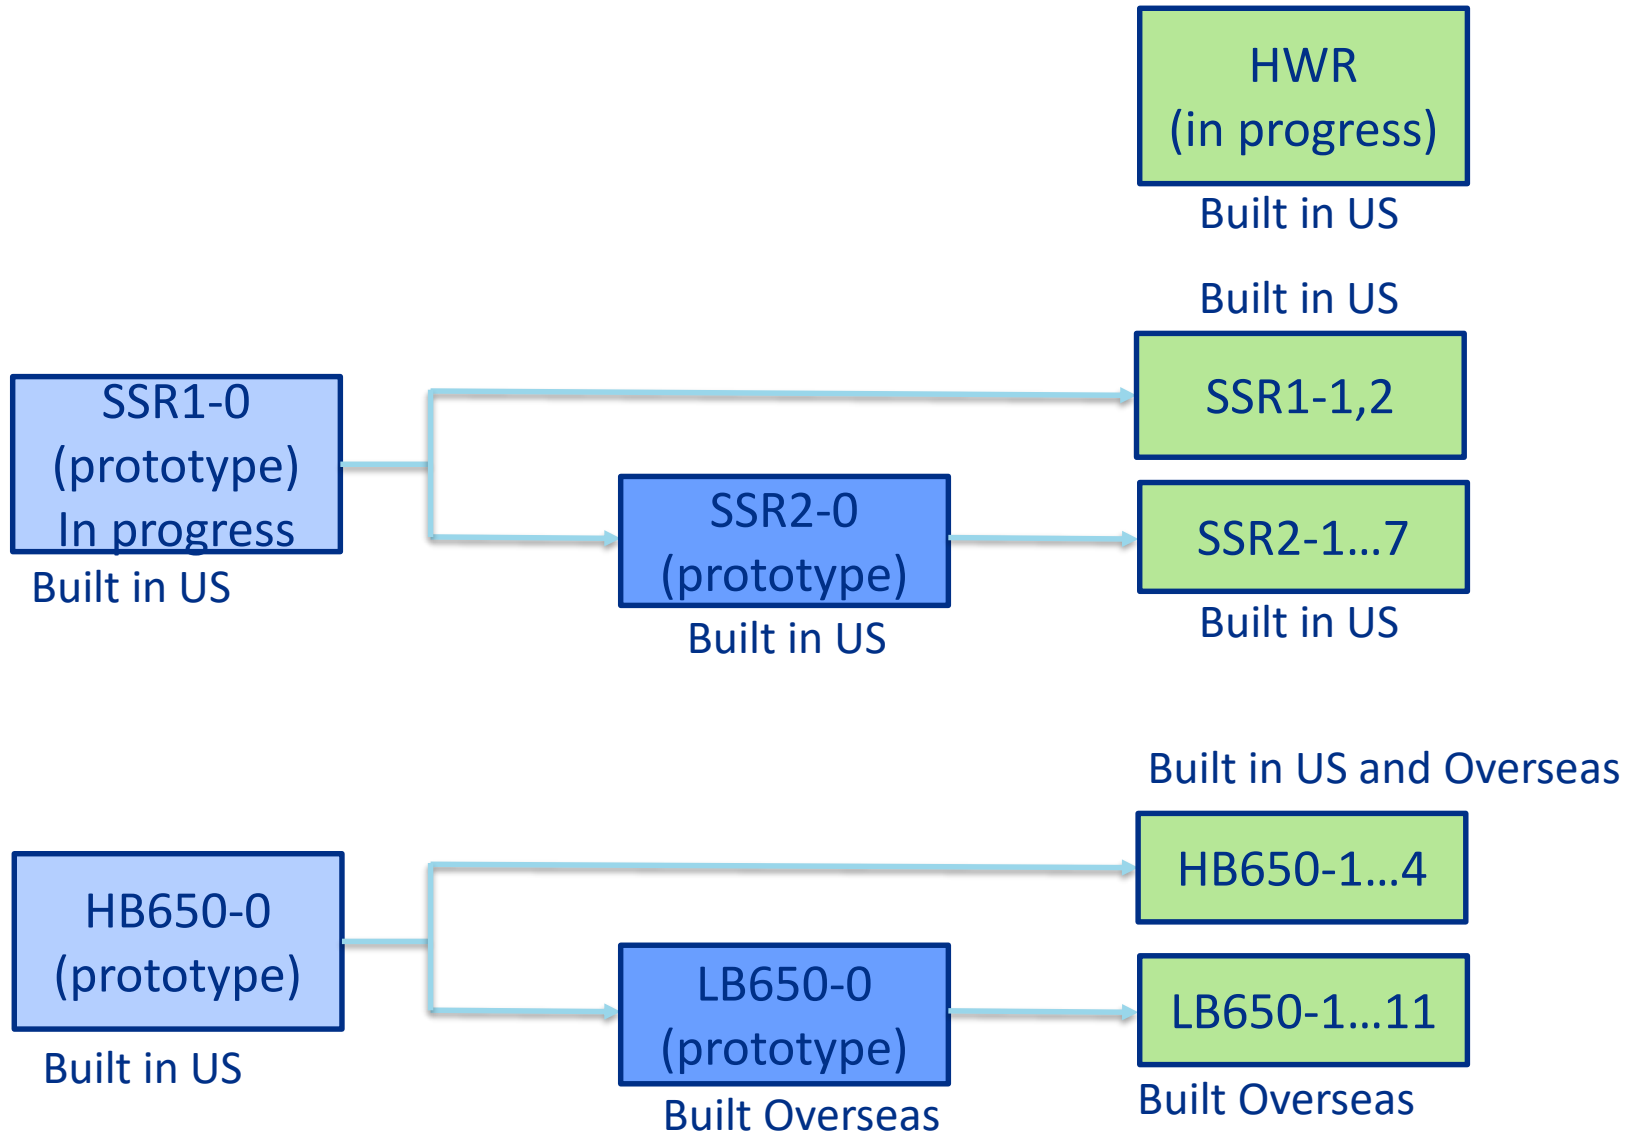 HWR
(in progress)
Built in US
Built in US
SSR1-1,2
SSR1-0
(prototype)
In progress
Built in US
SSR2-0
(prototype)
Built in US
SSR2-1...7
Built in US
Built in US and Overseas
HB650-1...4
HB650-0
(prototype)
Built in US
LB650-0
(prototype)
Built Overseas
LB650-1...11
Built Overseas